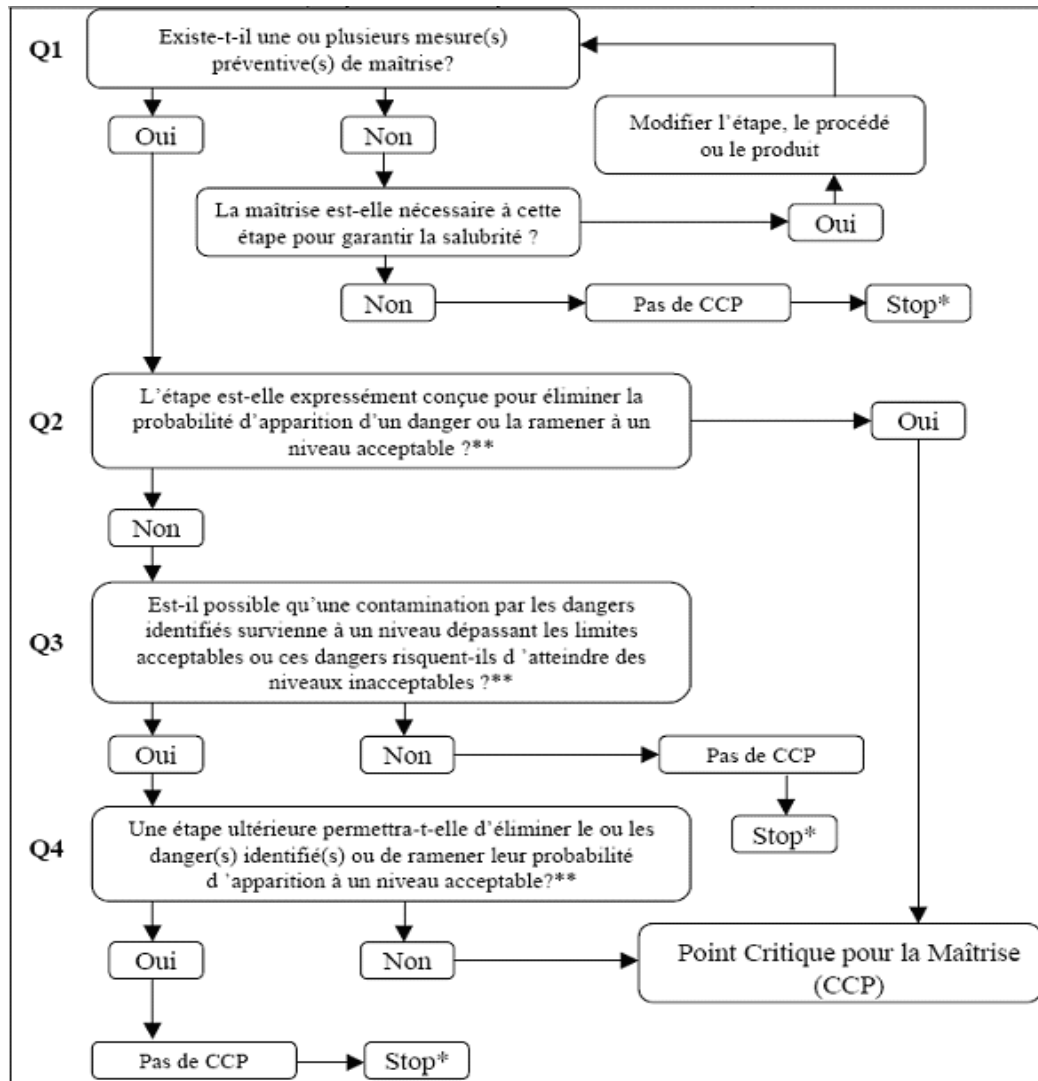 Q1
Existe-t-il une ou plusieurs mesure(s)
préventive(s) de maîtrise?
Oui
Non
Modifier l'étape, le procédé
ou le produit
La maîtrise est-elle nécessaire à cette
étape pour garantir la salubrité ?
Oui
Non
Pas de CCP
Stop*
Q2
L'étape est-elle expressément conçue pour éliminer la
probabilité d'apparition d'un danger ou la ramener à un
niveau acceptable ?**
Oui
Non
Q3
Est-il possible qu'une contamination par les dangers
identifiés survienne à un niveau dépassant les limites
acceptables ou ces dangers risquent-ils d 'atteindre des
niveaux inacceptables ?**
Oui
Non
Pas de CCP
Stop*
Q4
Une étape ultérieure permettra-t-elle d'éliminer le ou les
danger(s) identifié(s) ou de ramener leur probabilité
d 'apparition à un niveau acceptable?**
Oui
Non
Point Critique pour la Maîtrise
(CCP)
Pas de CCP
Stop*